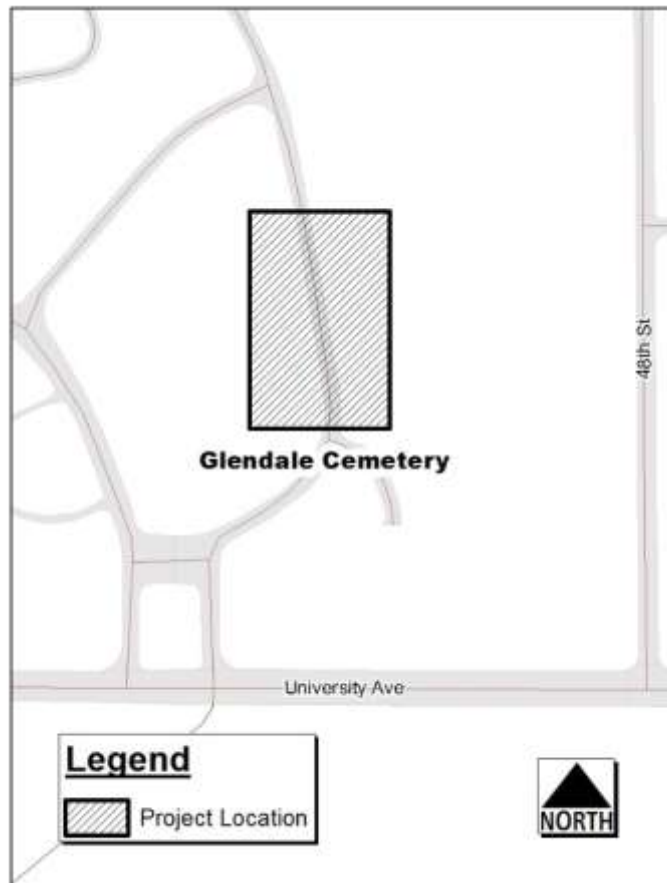 48th St
Glendale Cemetery
University Ave
Legend
Project Location
NORTH